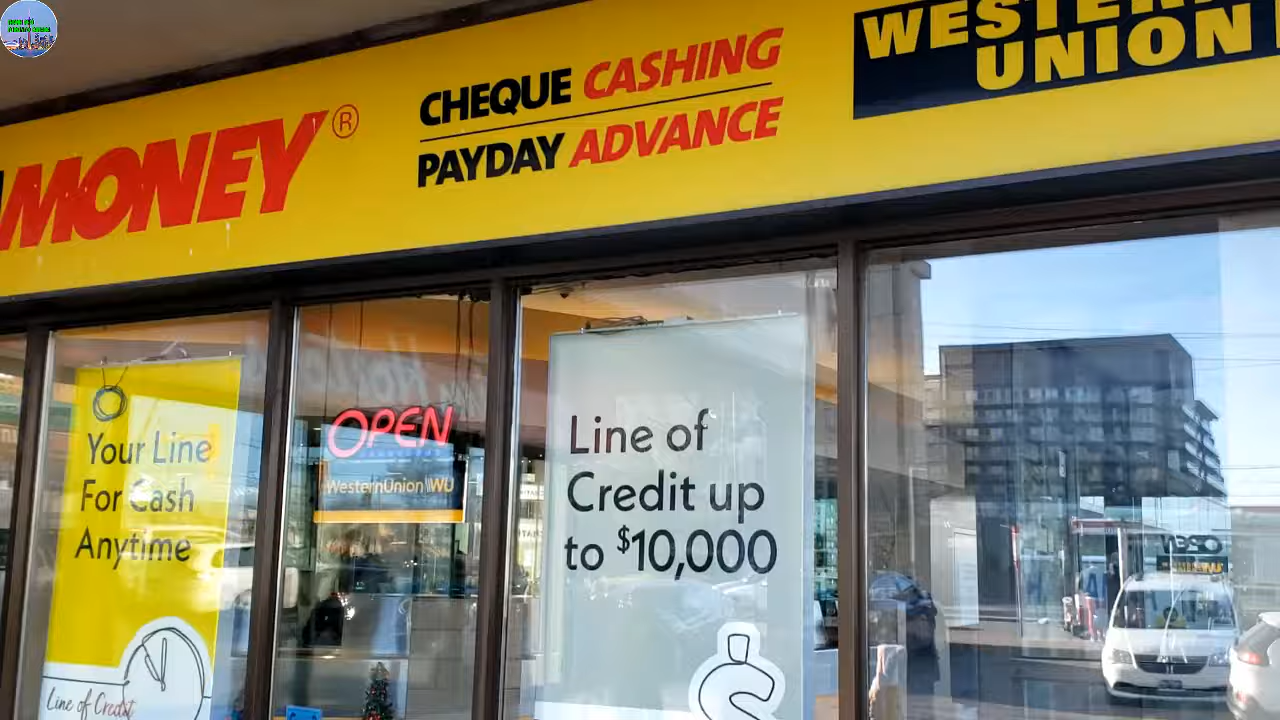 MONEY®
CHEQUE CASHING
PAYDAY ADVANCE
WESTERN
UNION
Your Line
For Cash
Anytime
Line of Credit
OPEN
WesternUnion WU
Line of
Credit up
to $10,000
OPEN